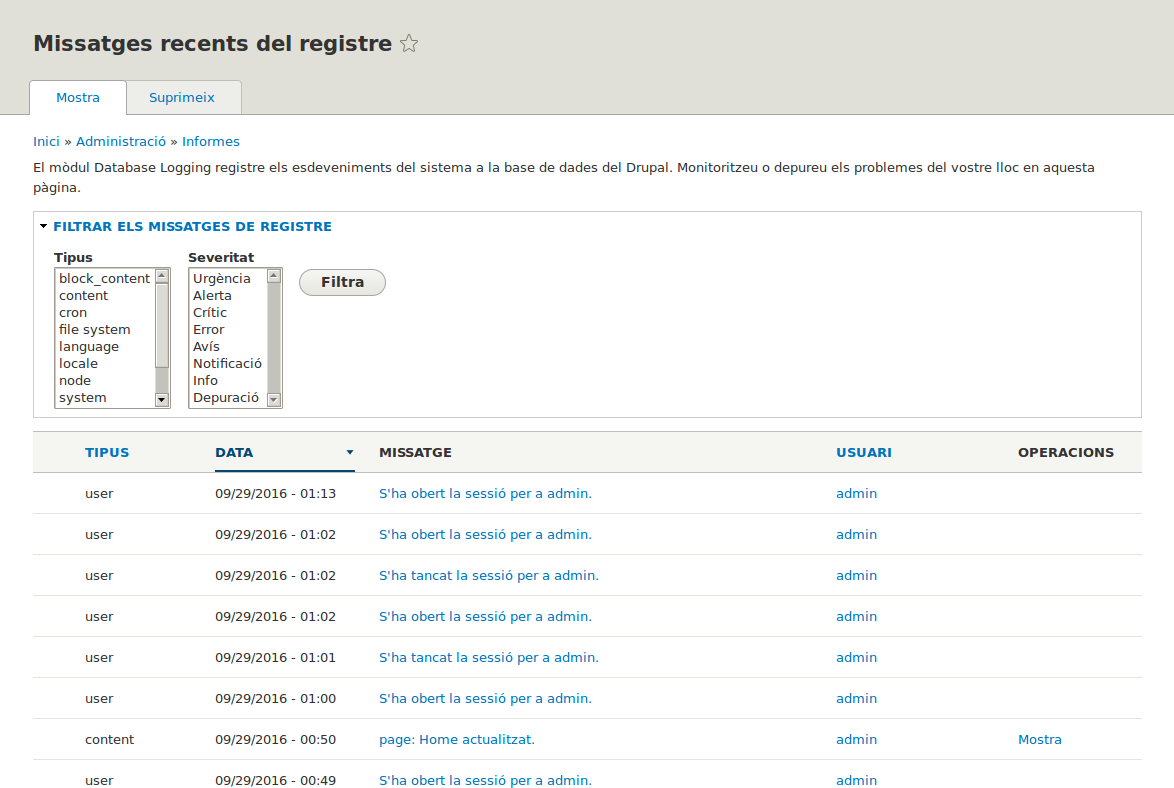 Missatges recents del registre
Mostra Suprimeix
Inici » Administració » Informes
El mòdul Database Logging registre els esdeveniments del sistema a la base de dades del Drupal. Monitoritzeu o depureu els problemes del vostre lloc en aquesta
pàgina.
FILTRAR ELS MISSATGES DE REGISTRE
Tipus Severitat
block_content Urgència Filtra
content Alerta
cron Crític
file system Error
language Avís
locale Notificació
node Info
system Depuració
TIPUS DATA MISSATGE USUARI OPERACIONS
user 09/29/2016 - 01:13 S'ha obert la sessió per a admin. admin
user 09/29/2016 - 01:02 S'ha obert la sessió per a admin. admin
user 09/29/2016 - 01:02 S'ha tancat la sessió per a admin. admin
user 09/29/2016 - 01:02 S'ha obert la sessió per a admin. admin
user 09/29/2016 - 01:01 S'ha tancat la sessió per a admin. admin
user 09/29/2016 - 01:00 S'ha obert la sessió per a admin. admin
content 09/29/2016 - 00:50 page: Home actualitzat. admin Mostra
user 09/29/2016 - 00:49 S'ha obert la sessió per a admin. admin